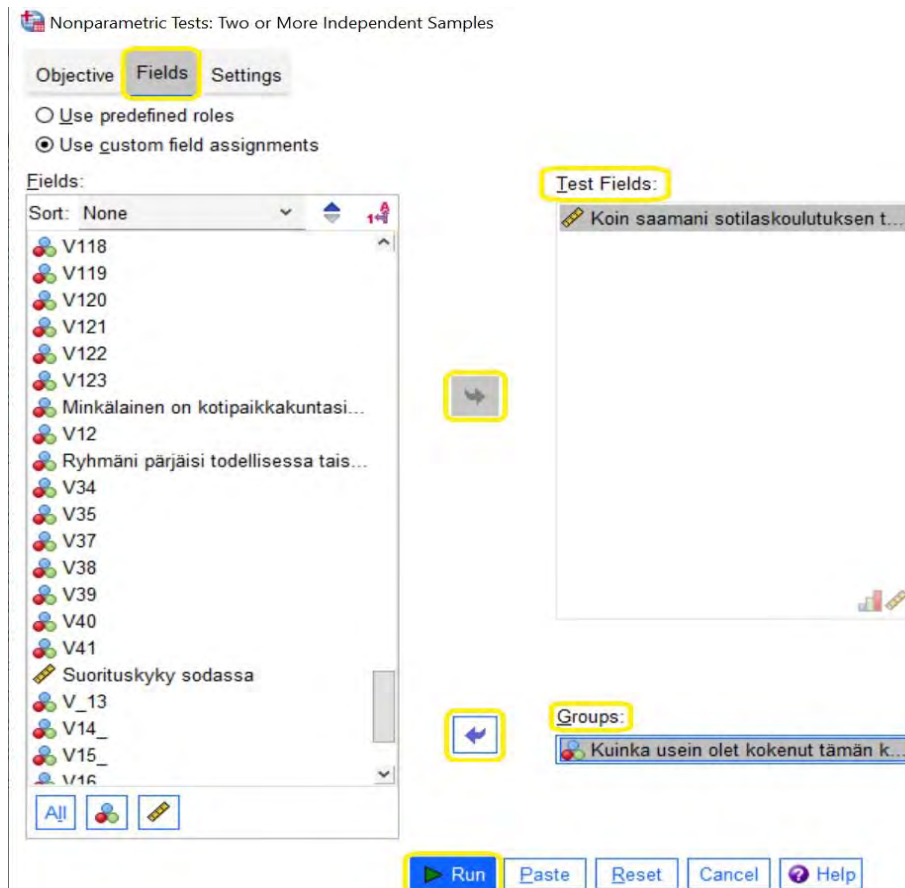 Nonparametric Tests: Two or More Independent Samples
Objective Fields Settings
Use predefined roles
Use custom field assignments
Fields:
Sort: None
V118
V119
V120
V121
V122
V123
Minkälainen on kotipaikkakuntasi...
V12
Ryhmäni pärjäisi todellisessa tais...
V34
V35
V37
V38
V39
V40
V41
Suorituskyky sodassa
V_13
V14_
V15_
V16
All
Test Fields:
Koin saamani sotilaskoulutuksen t...
Groups:
Kuinka usein olet kokenut tämän k...
Run Paste Reset Cancel Help